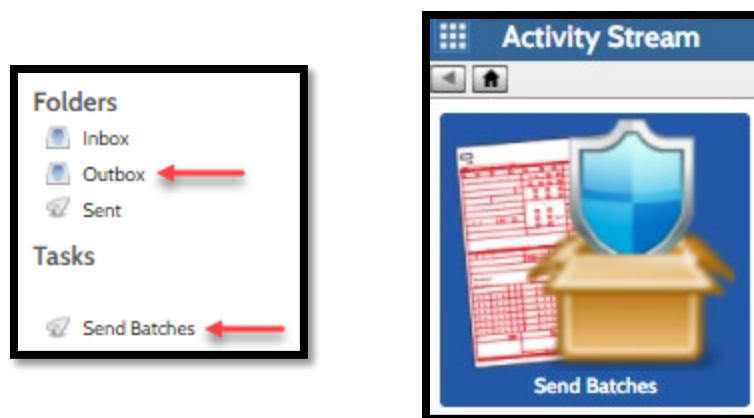 Folders
Inbox
Outbox
Sent
Tasks
Send Batches
Activity Stream
Send Batches